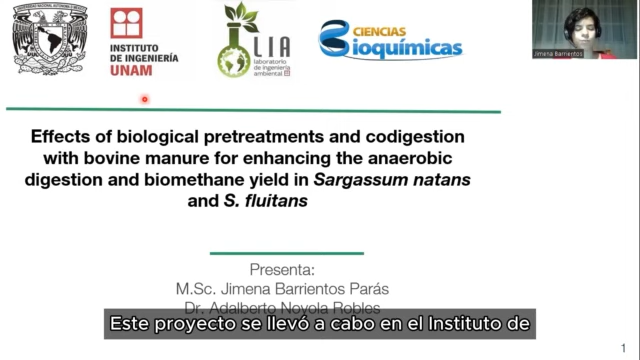 INSTITUTO
DE INGENIERÍA
UNAM
LIA
laboratorio
de ingeniería
ambiental
CIENCIAS
Bioquímicas
Jimena Barrientos
Effects of biological pretreatments and codigestion
with bovine manure for enhancing the anaerobic
digestion and biomethane yield in Sargassum natans
and S. fluitans
Presenta:
M.Sc. Jimena Barrientos Parás
Dr. Adalberto Noyola Robles
Este proyecto se llevó a cabo en el Instituto de
1